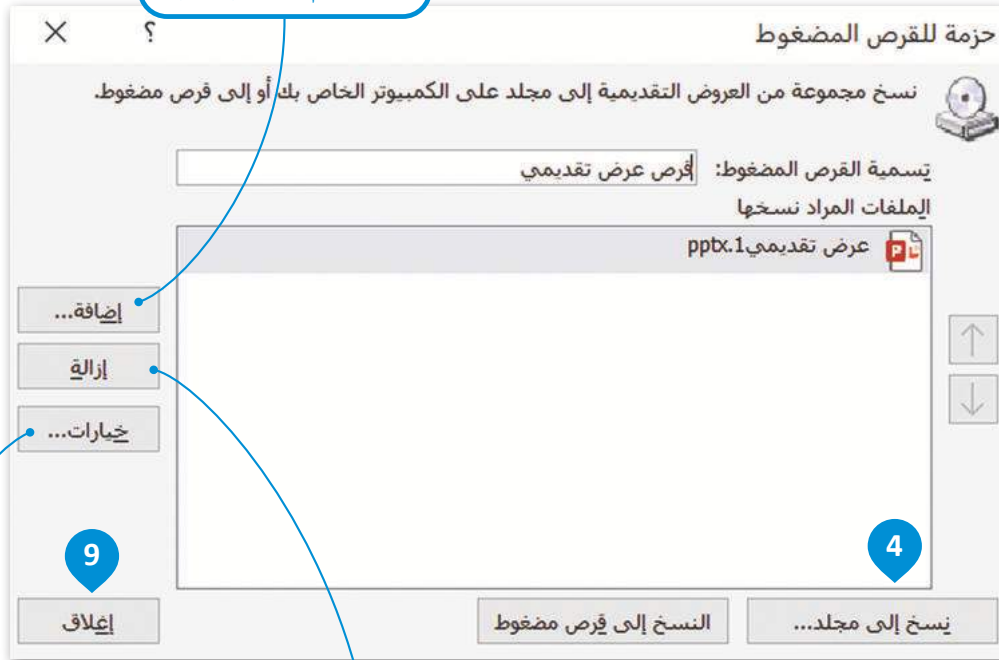 حزمة للقرص المضغوط ؟
نسخ مجموعة من العروض التقديمية إلى مجلد على الكمبيوتر الخاص بك أو إلى قرص مضغوط.
تسمية القرص المضغوط: قرص عرض تقديمي
الملفات المراد نسخها
عرض تقديمي1.pptx
إضافة...
إزالة
خيارات...
4
9
نسخ إلى مجلد... النسخ إلى قرص مضغوط إغلاق